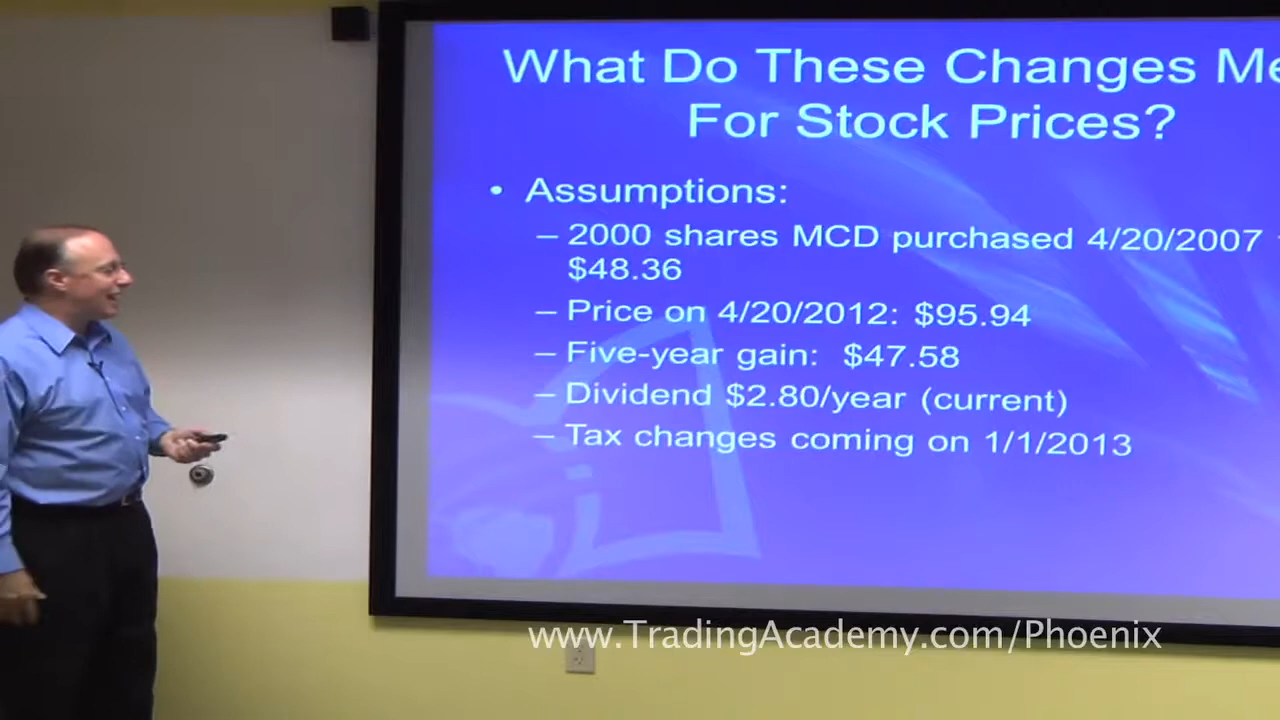 What Do These Changes Me
For Stock Prices?
• Assumptions:
– 2000 shares MCD purchased 4/20/2007
$48.36
– Price on 4/20/2012: $95.94
– Five-year gain: $47.58
– Dividend $2.80/year (current)
– Tax changes coming on 1/1/2013
www.TradingAcademy.com/Phoenix